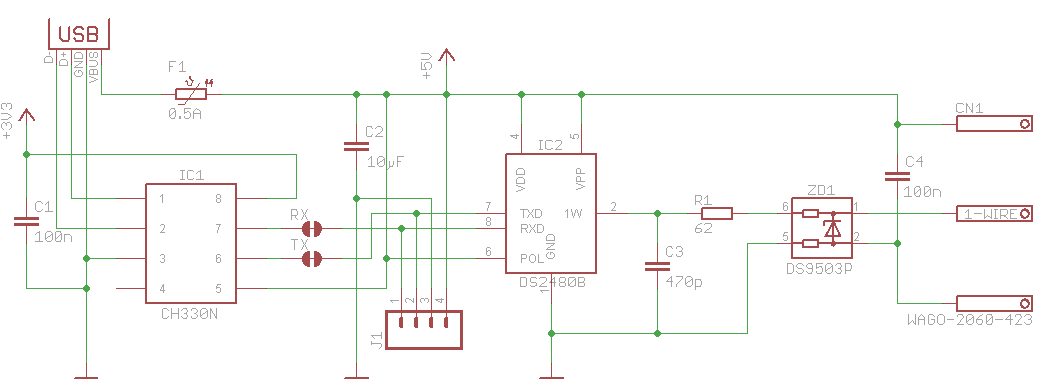 USB
D-
D+
GND
VBUS
F1
0.5A
+5V
+3V3
C1
100n
IC1
1
2
3
4
8
7
6
5
CH330N
RX
TX
C2
10µF
J1
1
2
3
4
IC2
4
5
VDD
VPP
7
TXD
8
RXD
6
POL
1W
2
GND
1
DS2480B
R1
62
C3
470p
ZD1
6
5
1
2
DS9503P
C4
100n
CN1
1-WIRE
WAGO-2060-423